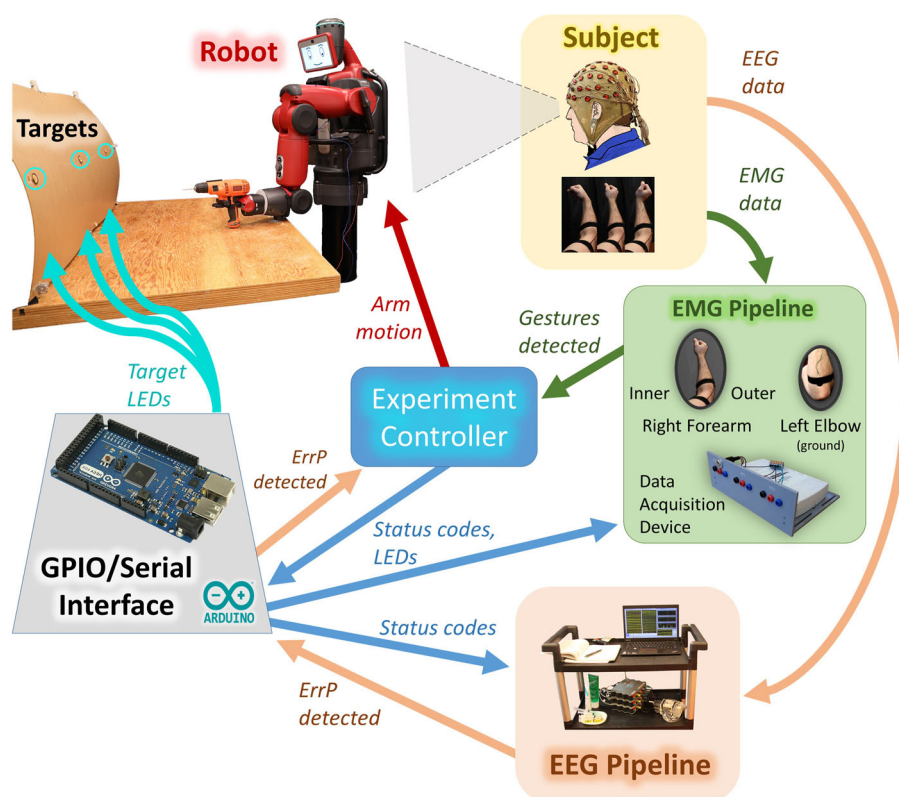 Robot
Subject
EEG
data
Targets
EMG
data
EMG Pipeline
Gestures
detected
Arm
motion
Inner
Outer
Right Forearm
Left Elbow
(ground)
Target
LEDs
Experiment
Controller
Data
Acquisition
Device
ErrP
detected
Status codes,
LEDs
GPIO/Serial
Interface
ARDUINO
Status codes
ErrP
detected
EEG Pipeline